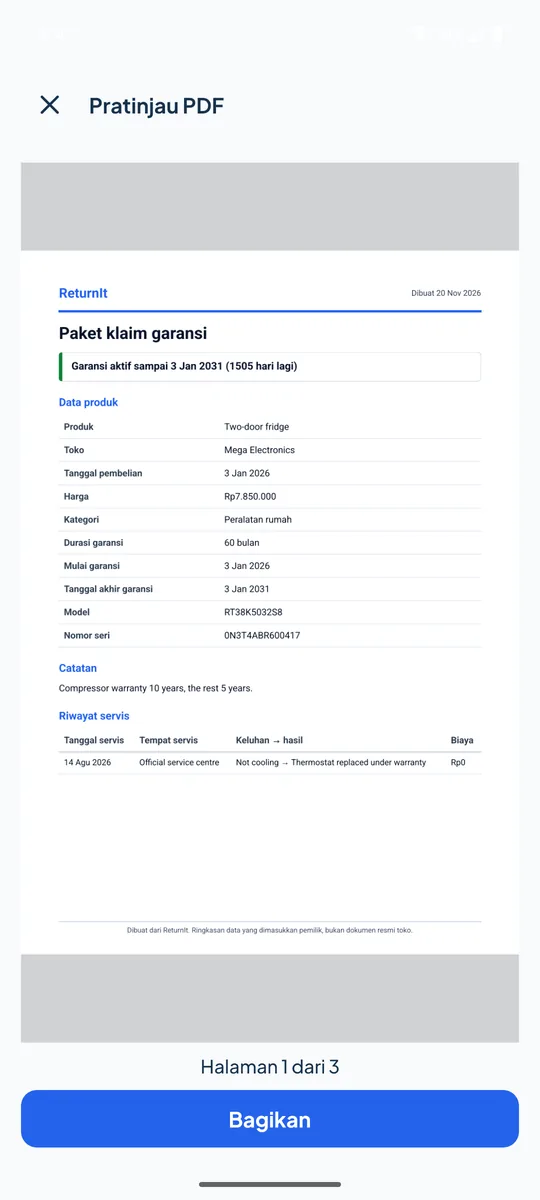 Pratinjau PDF
ReturnIt
Dibuat 20 Nov 2026
Paket klaim garansi
Garansi aktif sampai 3 Jan 2031 (1505 hari lagi)
Data produk
Produk Two-door fridge
Toko Mega Electronics
Tanggal pembelian 3 Jan 2026
Harga Rp7.850.000
Kategori Peralatan rumah
Durasi garansi 60 bulan
Mulai garansi 3 Jan 2026
Tanggal akhir garansi 3 Jan 2031
Model RT38K5032S8
Nomor seri 0N3T4ABR600417
Catatan
Compressor warranty 10 years, the rest 5 years.
Riwayat servis
Tanggal servis Tempat servis Keluhan → hasil Biaya
14 Agu 2026 Official service centre Not cooling → Thermostat replaced under warranty Rp0
Dibuat dari ReturnIt. Ringkasan data yang dimasukkan pemilik, bukan dokumen resmi toko.
Halaman 1 dari 3
Bagikan